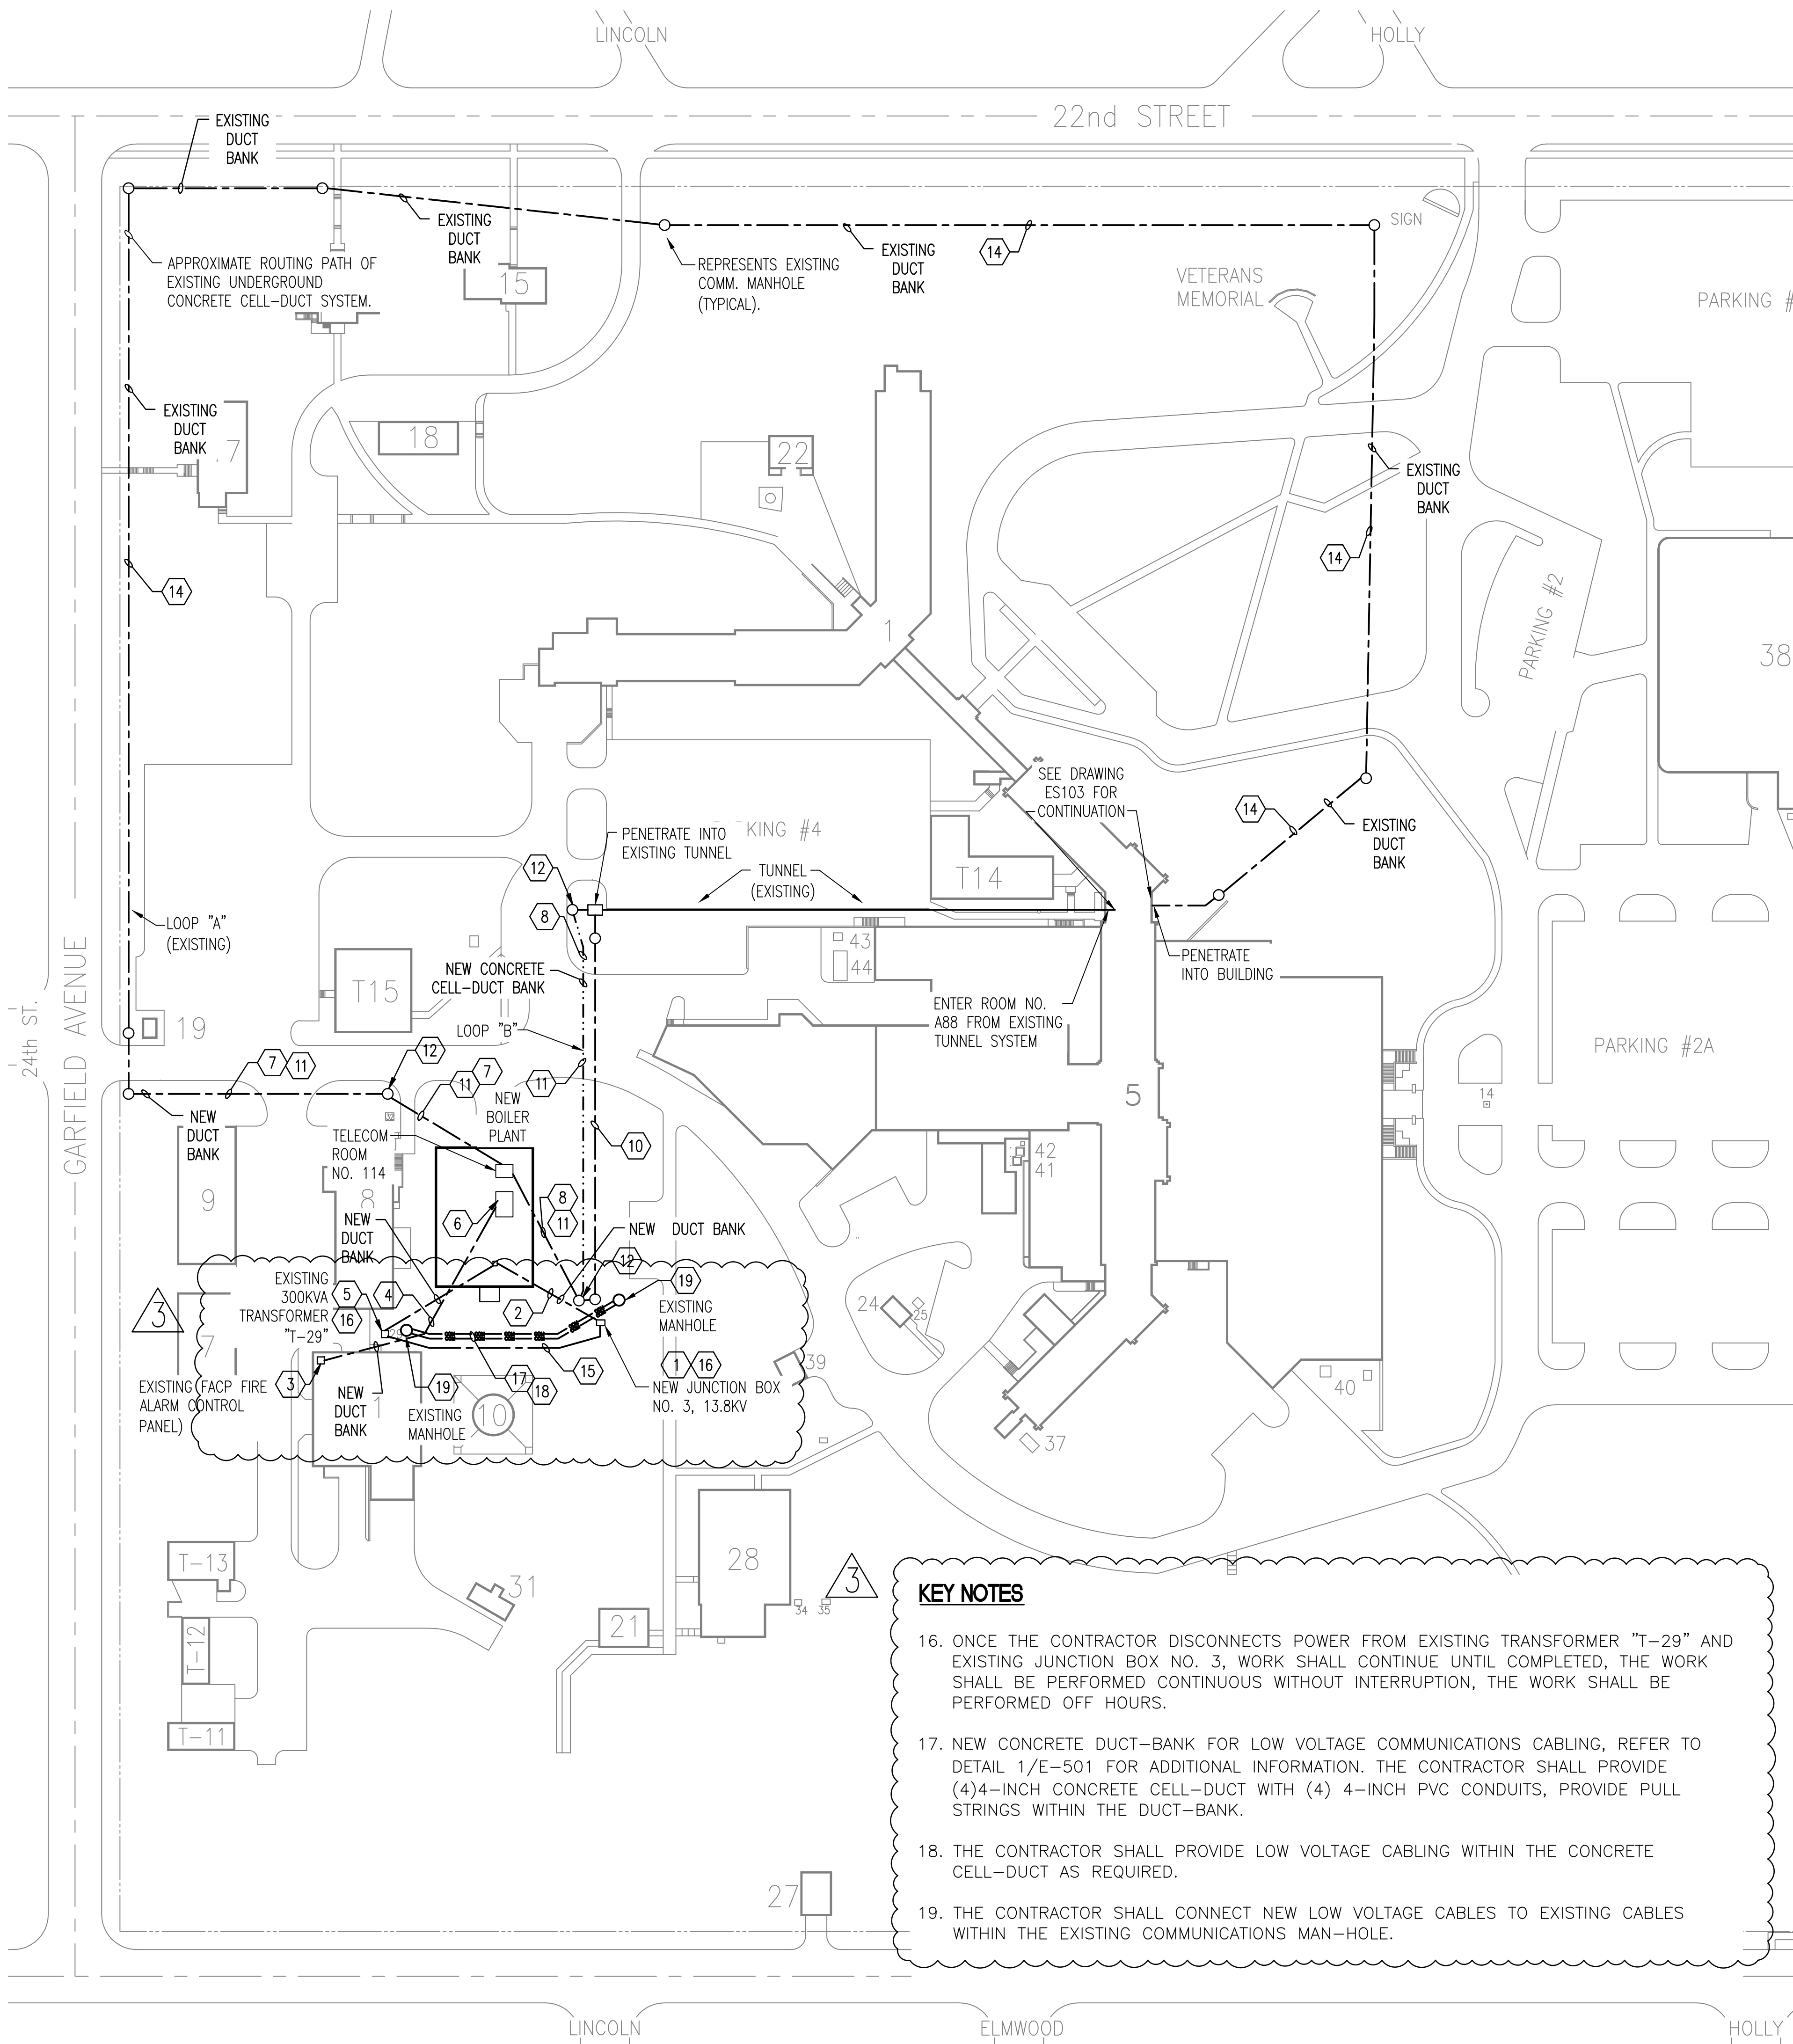 LINCOLN
HOLLY
22nd STREET
EXISTING
DUCT
BANK
EXISTING
DUCT
BANK
SIGN
APPROXIMATE ROUTING PATH OF
EXISTING UNDERGROUND
CONCRETE CELL-DUCT SYSTEM.
15
REPRESENTS EXISTING
COMM. MANHOLE
(TYPICAL).
EXISTING
DUCT
BANK
14
VETERANS
MEMORIAL
PARKING #
EXISTING
DUCT
BANK
7
18
22
EXISTING
DUCT
BANK
14
14
PARKING #2
1
38
SEE DRAWING
ES103 FOR
CONTINUATION
14
EXISTING
DUCT
BANK
PENETRATE INTO
EXISTING TUNNEL
KING #4
12
TUNNEL
(EXISTING)
T14
8
LOOP "A"
(EXISTING)
43
44
NEW CONCRETE
CELL-DUCT BANK
PENETRATE
INTO BUILDING
T15
ENTER ROOM NO.
A88 FROM EXISTING
TUNNEL SYSTEM
19
LOOP "B"
24th ST.
GARFIELD AVENUE
PARKING #2A
7
11
12
11
7
11
NEW
BOILER
PLANT
5
14
NEW
DUCT
BANK
TELECOM
ROOM
NO. 114
10
42
41
9
8
8
11
6
NEW
DUCT
BANK
NEW DUCT BANK
12
19
EXISTING
300KVA
TRANSFORMER
"T-29"
5
4
16
2
EXISTING
MANHOLE
24
25
3
7
29
15
1
16
39
EXISTING FACP FIRE
ALARM CONTROL
PANEL)
3
NEW
DUCT
BANK
1
19
EXISTING
MANHOLE
17
18
10
NEW JUNCTION BOX
NO. 3, 13.8KV
40
37
T-13
31
28
34
35
21
T-12
T-11
27
3
KEY NOTES
16. ONCE THE CONTRACTOR DISCONNECTS POWER FROM EXISTING TRANSFORMER "T-29" AND
EXISTING JUNCTION BOX NO. 3, WORK SHALL CONTINUE UNTIL COMPLETED, THE WORK
SHALL BE PERFORMED CONTINUOUS WITHOUT INTERRUPTION, THE WORK SHALL BE
PERFORMED OFF HOURS.
17. NEW CONCRETE DUCT-BANK FOR LOW VOLTAGE COMMUNICATIONS CABLING, REFER TO
DETAIL 1/E-501 FOR ADDITIONAL INFORMATION. THE CONTRACTOR SHALL PROVIDE
(4)4-INCH CONCRETE CELL-DUCT WITH (4) 4-INCH PVC CONDUITS, PROVIDE PULL
STRINGS WITHIN THE DUCT-BANK.
18. THE CONTRACTOR SHALL PROVIDE LOW VOLTAGE CABLING WITHIN THE CONCRETE
CELL-DUCT AS REQUIRED.
19. THE CONTRACTOR SHALL CONNECT NEW LOW VOLTAGE CABLES TO EXISTING CABLES
WITHIN THE EXISTING COMMUNICATIONS MAN-HOLE.
LINCOLN
ELMWOOD
HOLLY